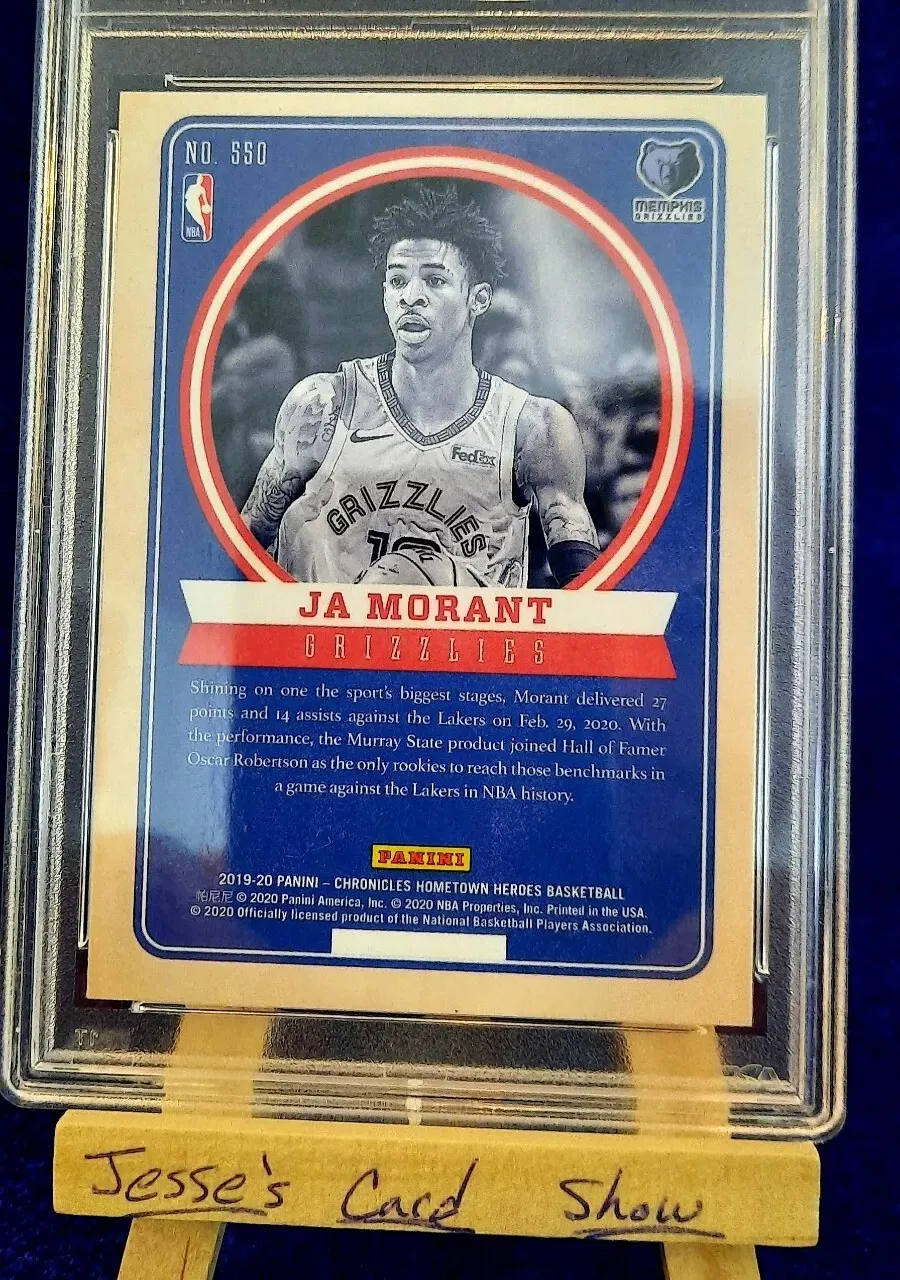 NO. 550
NBA
MEMPHIS
GRIZZLIES
FedEx
GRIZZLIES
12
JA MORANT
GRIZZLIES
Shining on one the sport's biggest stages, Morant delivered 27
points and 14 assists against the Lakers on Feb. 29, 2020. With
the performance, the Murray State product joined Hall of Famer
Oscar Robertson as the only rookies to reach those benchmarks in
a game against the Lakers in NBA history.
PANINI
2019-20 PANINI – CHRONICLES HOMETOWN HEROES BASKETBALL
帕尼尼 © 2020 Panini America, Inc. © 2020 NBA Properties, Inc. Printed in the USA.
© 2020 Officially licensed product of the National Basketball Players Association.
Jesse's Card Show